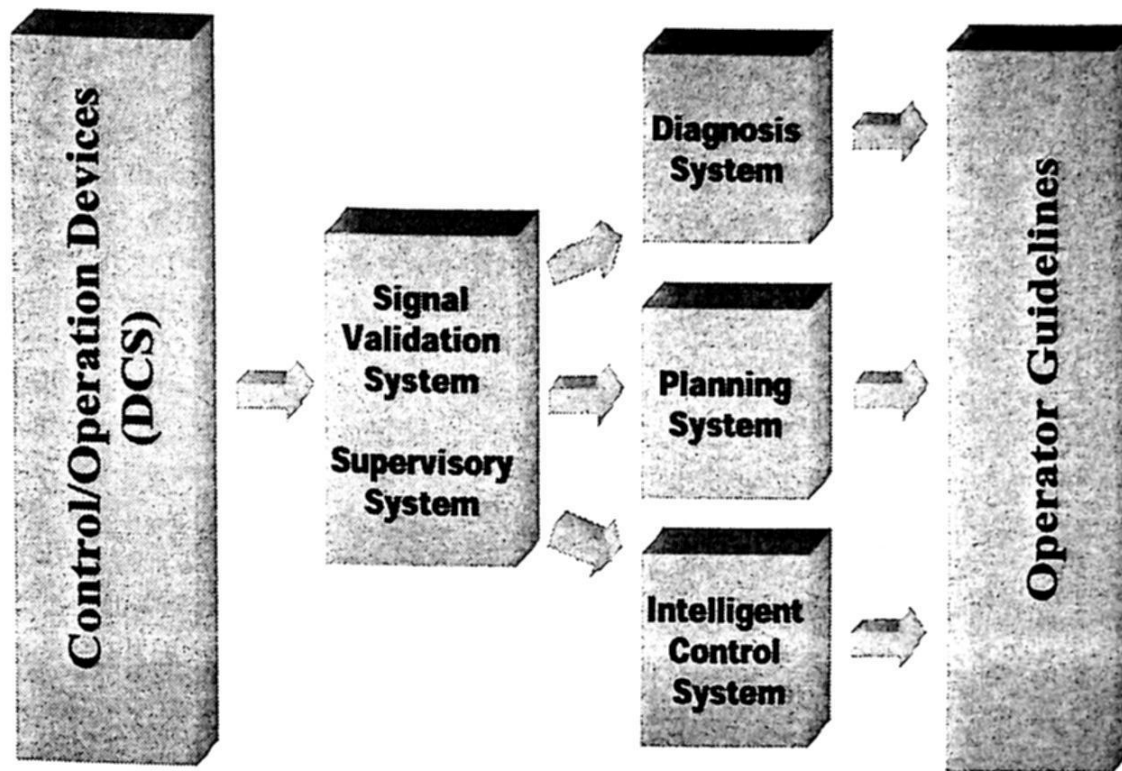 Control/Operation Devices
(DCS)
Signal
Validation
System
Supervisory
System
Diagnosis
System
Planning
System
Intelligent
Control
System
Operator Guidelines